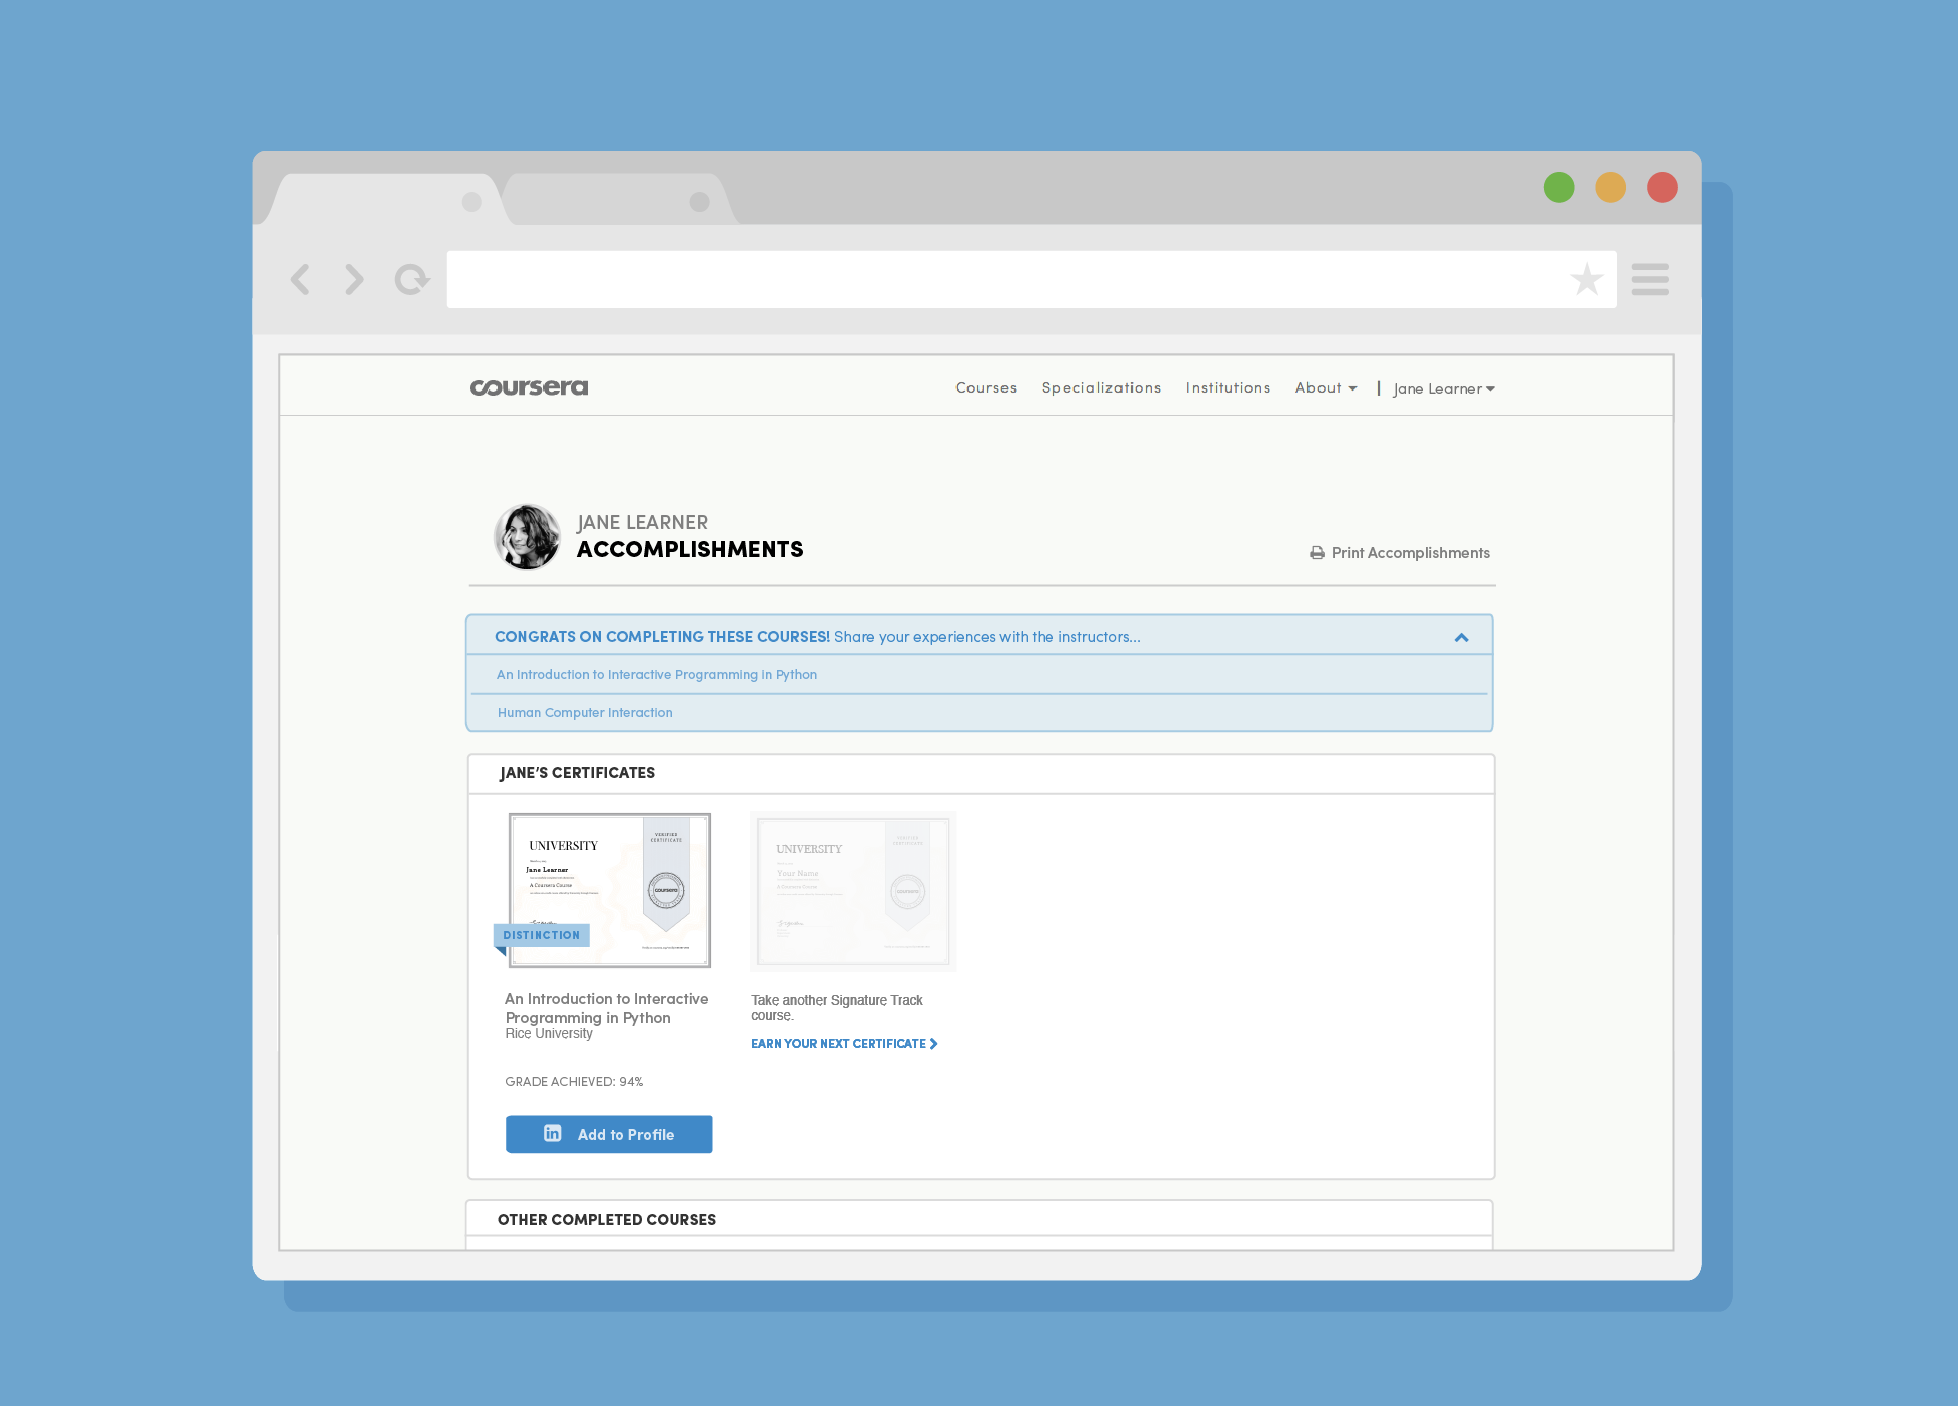 coursera
Courses Specializations Institutions About | Jane Learner
JANE LEARNER
ACCOMPLISHMENTS
Print Accomplishments
CONGRATS ON COMPLETING THESE COURSES! Share your experiences with the instructors...
An Introduction to Interactive Programming in Python
Human Computer Interaction
JANE'S CERTIFICATES
UNIVERSITY
VERIFIED
CERTIFICATE
Jane Learner
A Coursera Course
coursera
DISTINCTION
UNIVERSITY
VERIFIED
CERTIFICATE
Your Name
A Coursera Course
coursera
An Introduction to Interactive
Programming in Python
Rice University
GRADE ACHIEVED: 94%
in Add to Profile
Take another Signature Track
course.
EARN YOUR NEXT CERTIFICATE
OTHER COMPLETED COURSES